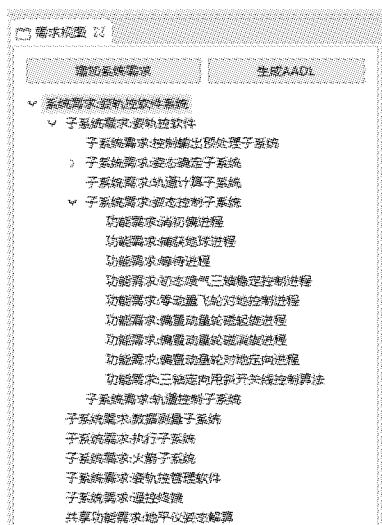 需求视图
增加系统需求
生成AADL
系统需求:姿轨控软件系统
子系统需求:姿轨控软件
子系统需求:控制输出预处理子系统
子系统需求:姿态确定子系统
子系统需求:轨道计算子系统
子系统需求:姿态控制子系统
功能需求:消初偏进程
功能需求:捕获地球进程
功能需求:等待进程
功能需求:初态喷气三轴稳定控制进程
功能需求:零动量飞轮对地控制进程
功能需求:偏置动量轮磁起旋进程
功能需求:偏置动量轮磁消旋进程
功能需求:偏置动量轮对地定向进程
功能需求:三轴定向用斜开关线控制算法
子系统需求:轨道控制子系统
子系统需求:数据测量子系统
子系统需求:执行子系统
子系统需求:火箭子系统
子系统需求:姿轨控管理软件
子系统需求:遥控终端
共享功能需求:地平仪姿态解算